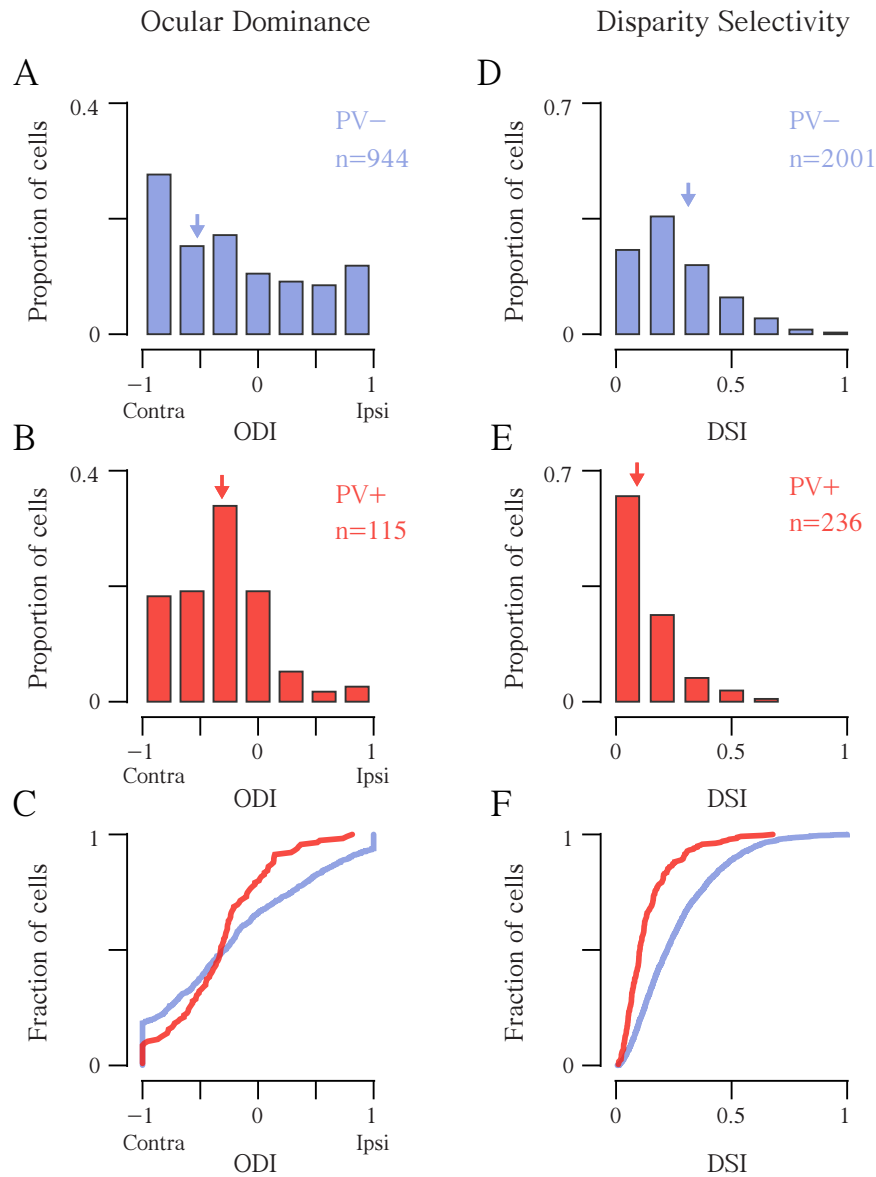 Ocular Dominance
Disparity Selectivity
A
Proportion of cells
0.4
0
PV−
n=944
−1
0
1
Contra
Ipsi
ODI
D
Proportion of cells
0.7
0
PV−
n=2001
0
0.5
1
DSI
B
Proportion of cells
0.4
0
PV+
n=115
−1
0
1
Contra
Ipsi
ODI
E
Proportion of cells
0.7
0
PV+
n=236
0
0.5
1
DSI
C
Fraction of cells
1
0
−1
0
1
Contra
Ipsi
ODI
F
Fraction of cells
1
0
0
0.5
1
DSI